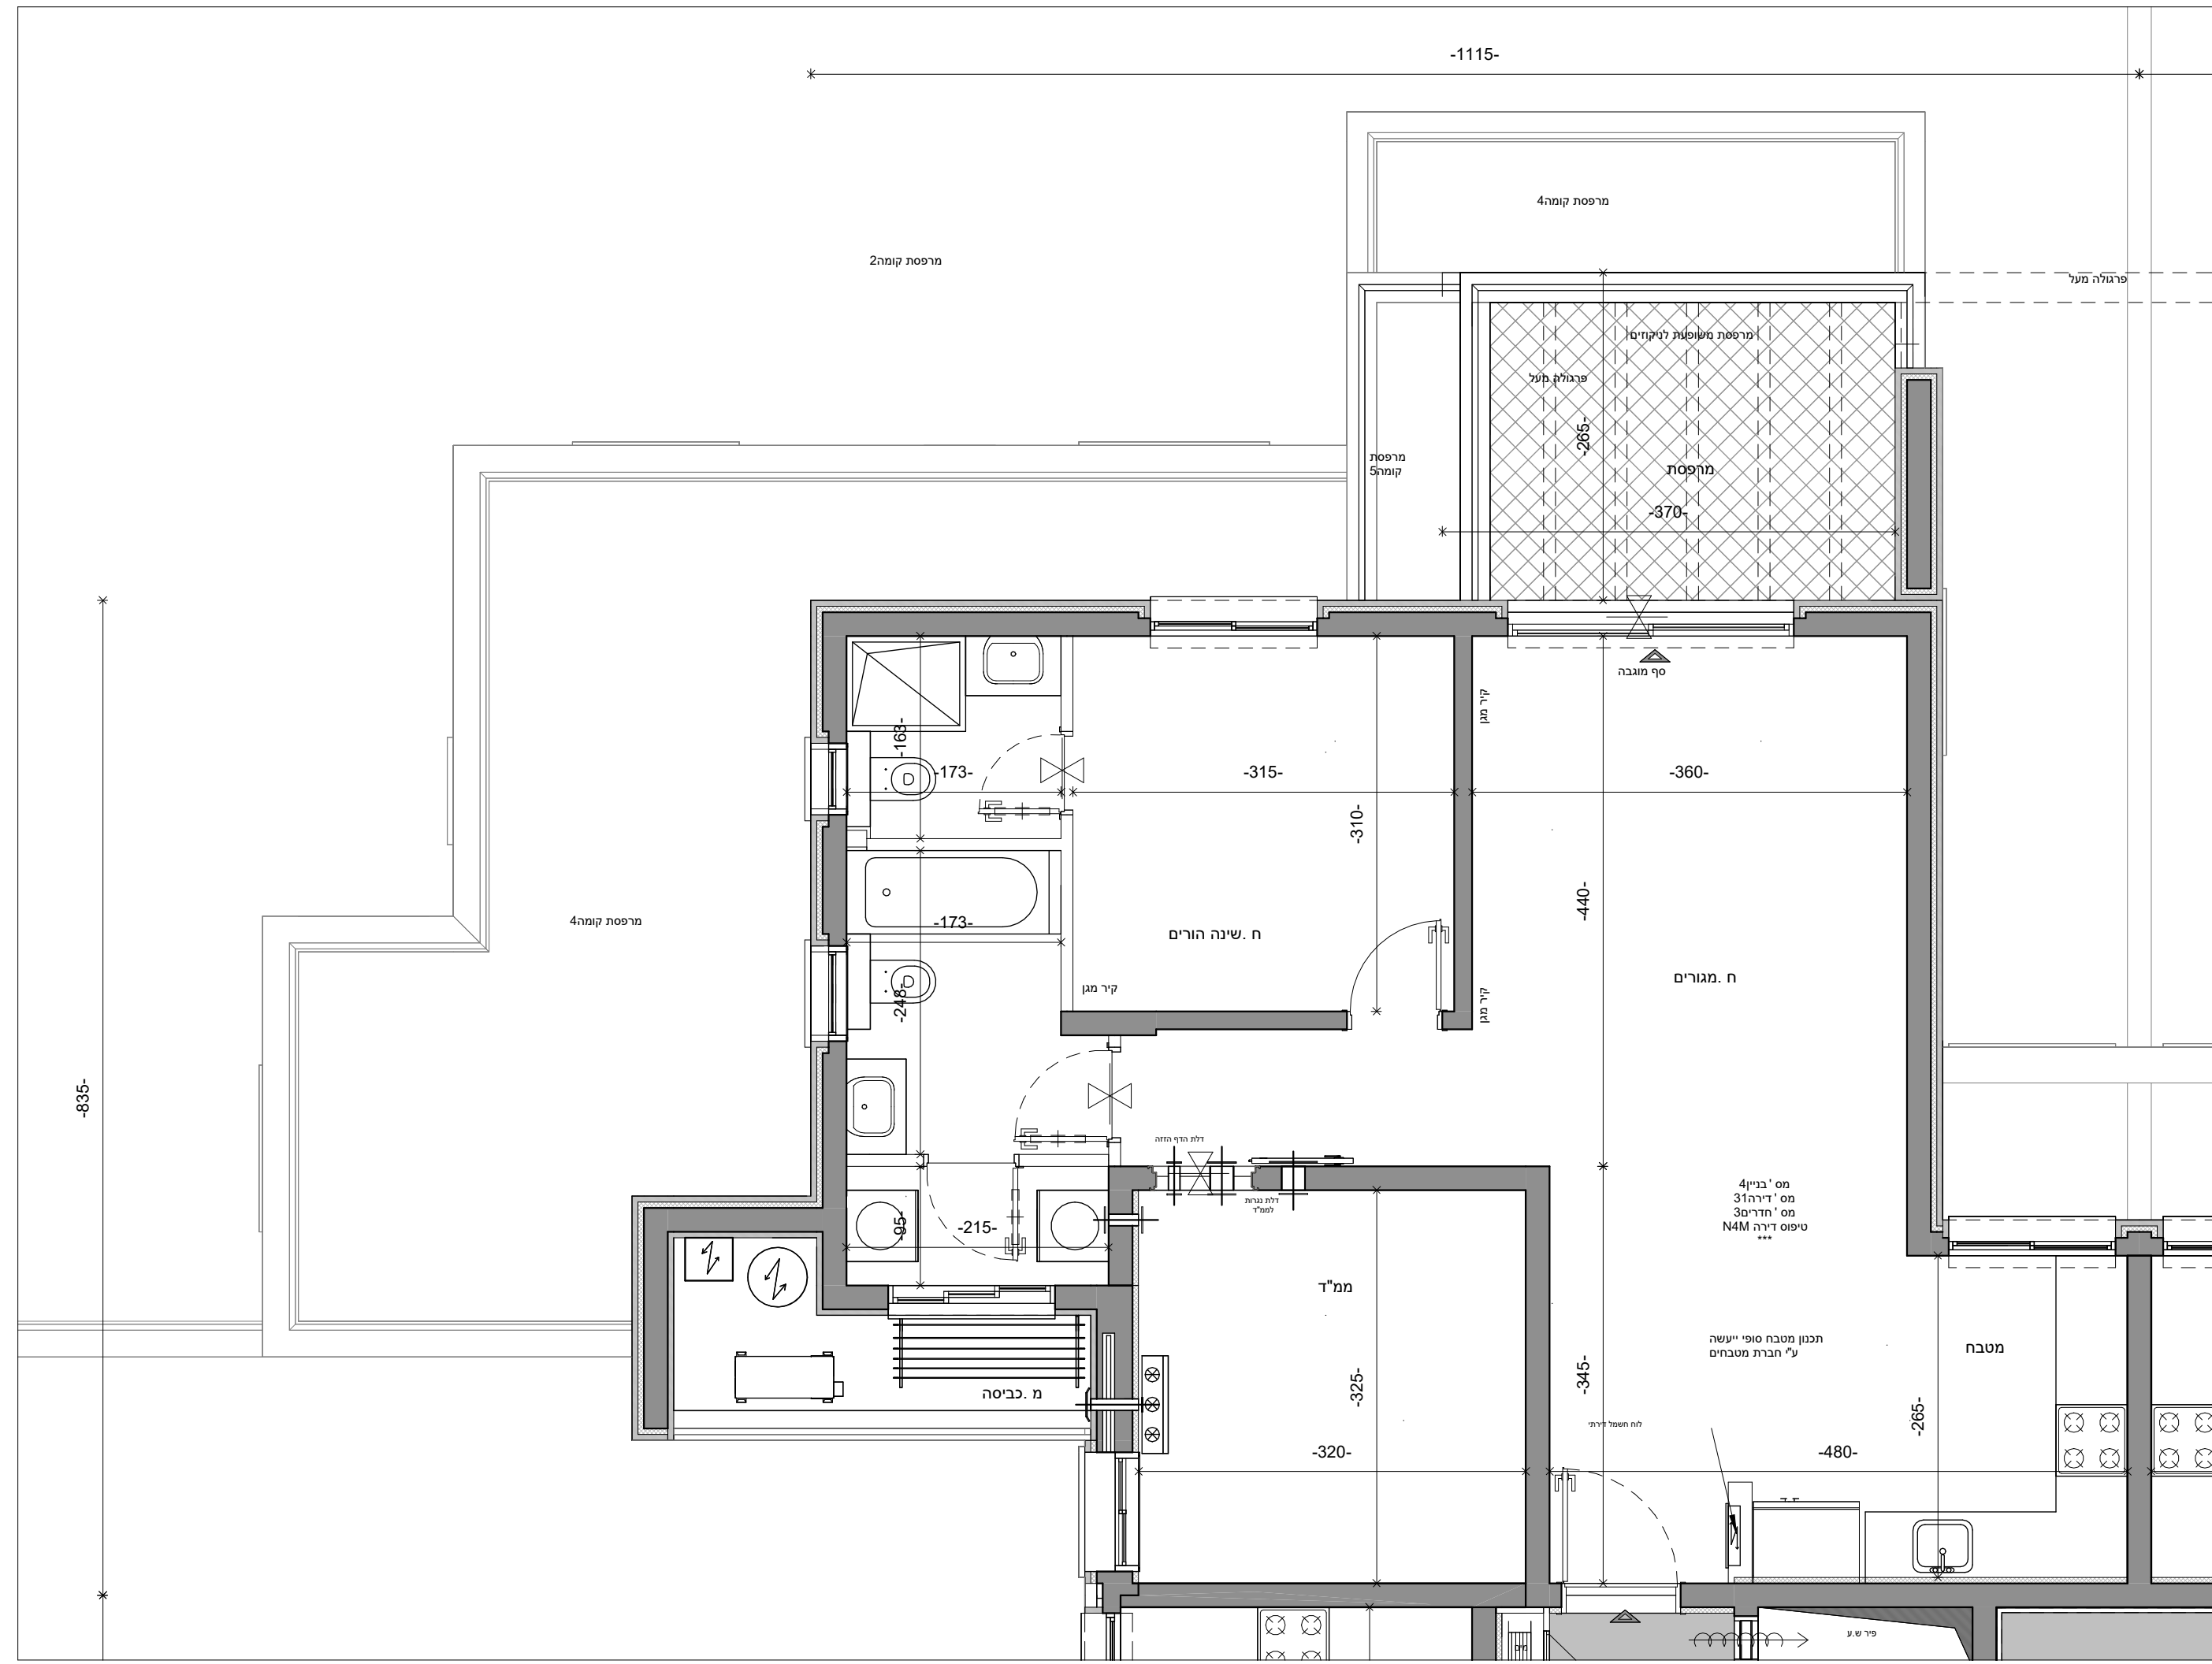 -1115-
מרפסת קומה4
מרפסת קומה2
פרגולה מעל
מרפסת משופעת לניקוזים
פרגולה מעל
-265-
מרפסת
קומה5
מרפסת
-370-
סף מוגבה
קיר מגן
-163-
-173-
-315-
-360-
-310-
-440-
-173-
מרפסת קומה4
ח .שינה הורים
ח .מגורים
קיר מגן
קיר מגן
-248-
-835-
דלת הדף הזזה
מס ' בניין4
מס ' דירה31
מס ' חדרים3
טיפוס דירה N4M
***
דלת נגרות
לממ"ד
-95-
-215-
ממ"ד
תכנון מטבח סופי ייעשה
ע"י חברת מטבחים
מטבח
מ .כביסה
-325-
-345-
-265-
לוח חשמל דירתי
-320-
-480-
פיר ש.ע
מים